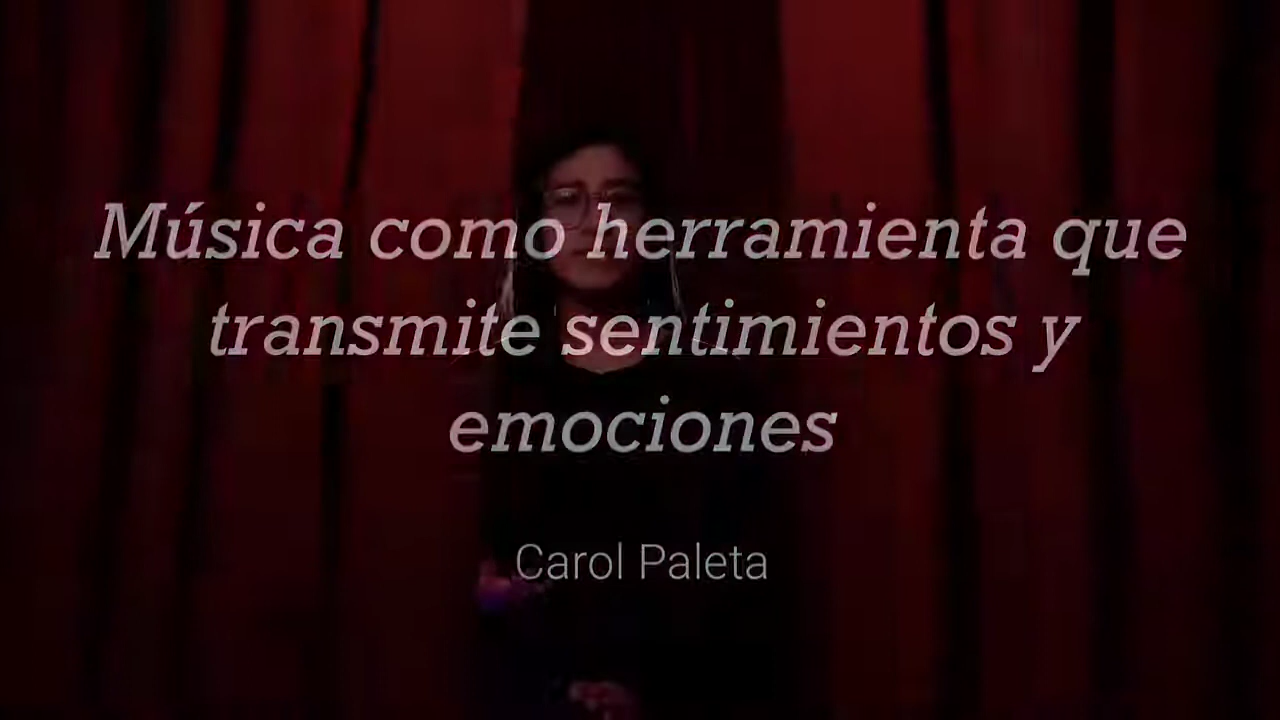 Música como herramienta que
transmite sentimientos y
emociones
Carol Paleta